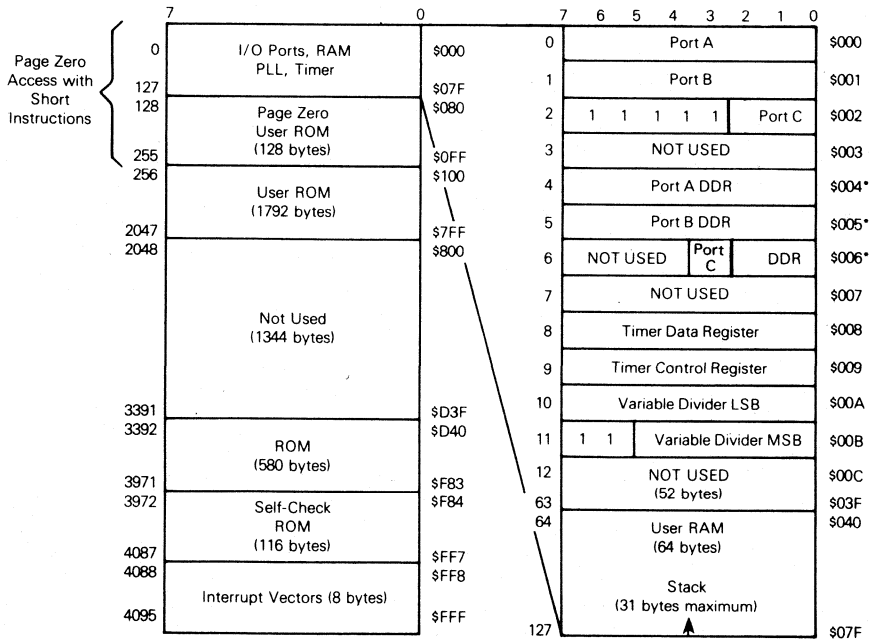 7 0
Page Zero
Access with
Short
Instructions
0 I/O Ports, RAM $000
PLL, Timer
127 $07F
128 $080
Page Zero
User ROM
(128 bytes)
255 $0FF
256 $100
User ROM
(1792 bytes)
2047 $7FF
2048 $800
Not Used
(1344 bytes)
3391 $D3F
3392 $D40
ROM
(580 bytes)
3971 $F83
3972 $F84
Self-Check
ROM
(116 bytes)
4087 $FF7
4088 $FF8
Interrupt Vectors (8 bytes)
4095 $FFF
7 6 5 4 3 2 1 0
0 Port A $000
1 Port B $001
2 1 1 1 1 1 Port C $002
3 NOT USED $003
4 Port A DDR $004*
5 Port B DDR $005*
6 NOT USED Port C DDR $006*
7 NOT USED $007
8 Timer Data Register $008
9 Timer Control Register $009
10 Variable Divider LSB $00A
11 1 1 Variable Divider MSB $00B
12 NOT USED $00C
(52 bytes)
63 $03F
64 $040
User RAM
(64 bytes)
Stack
(31 bytes maximum)
127 $07F